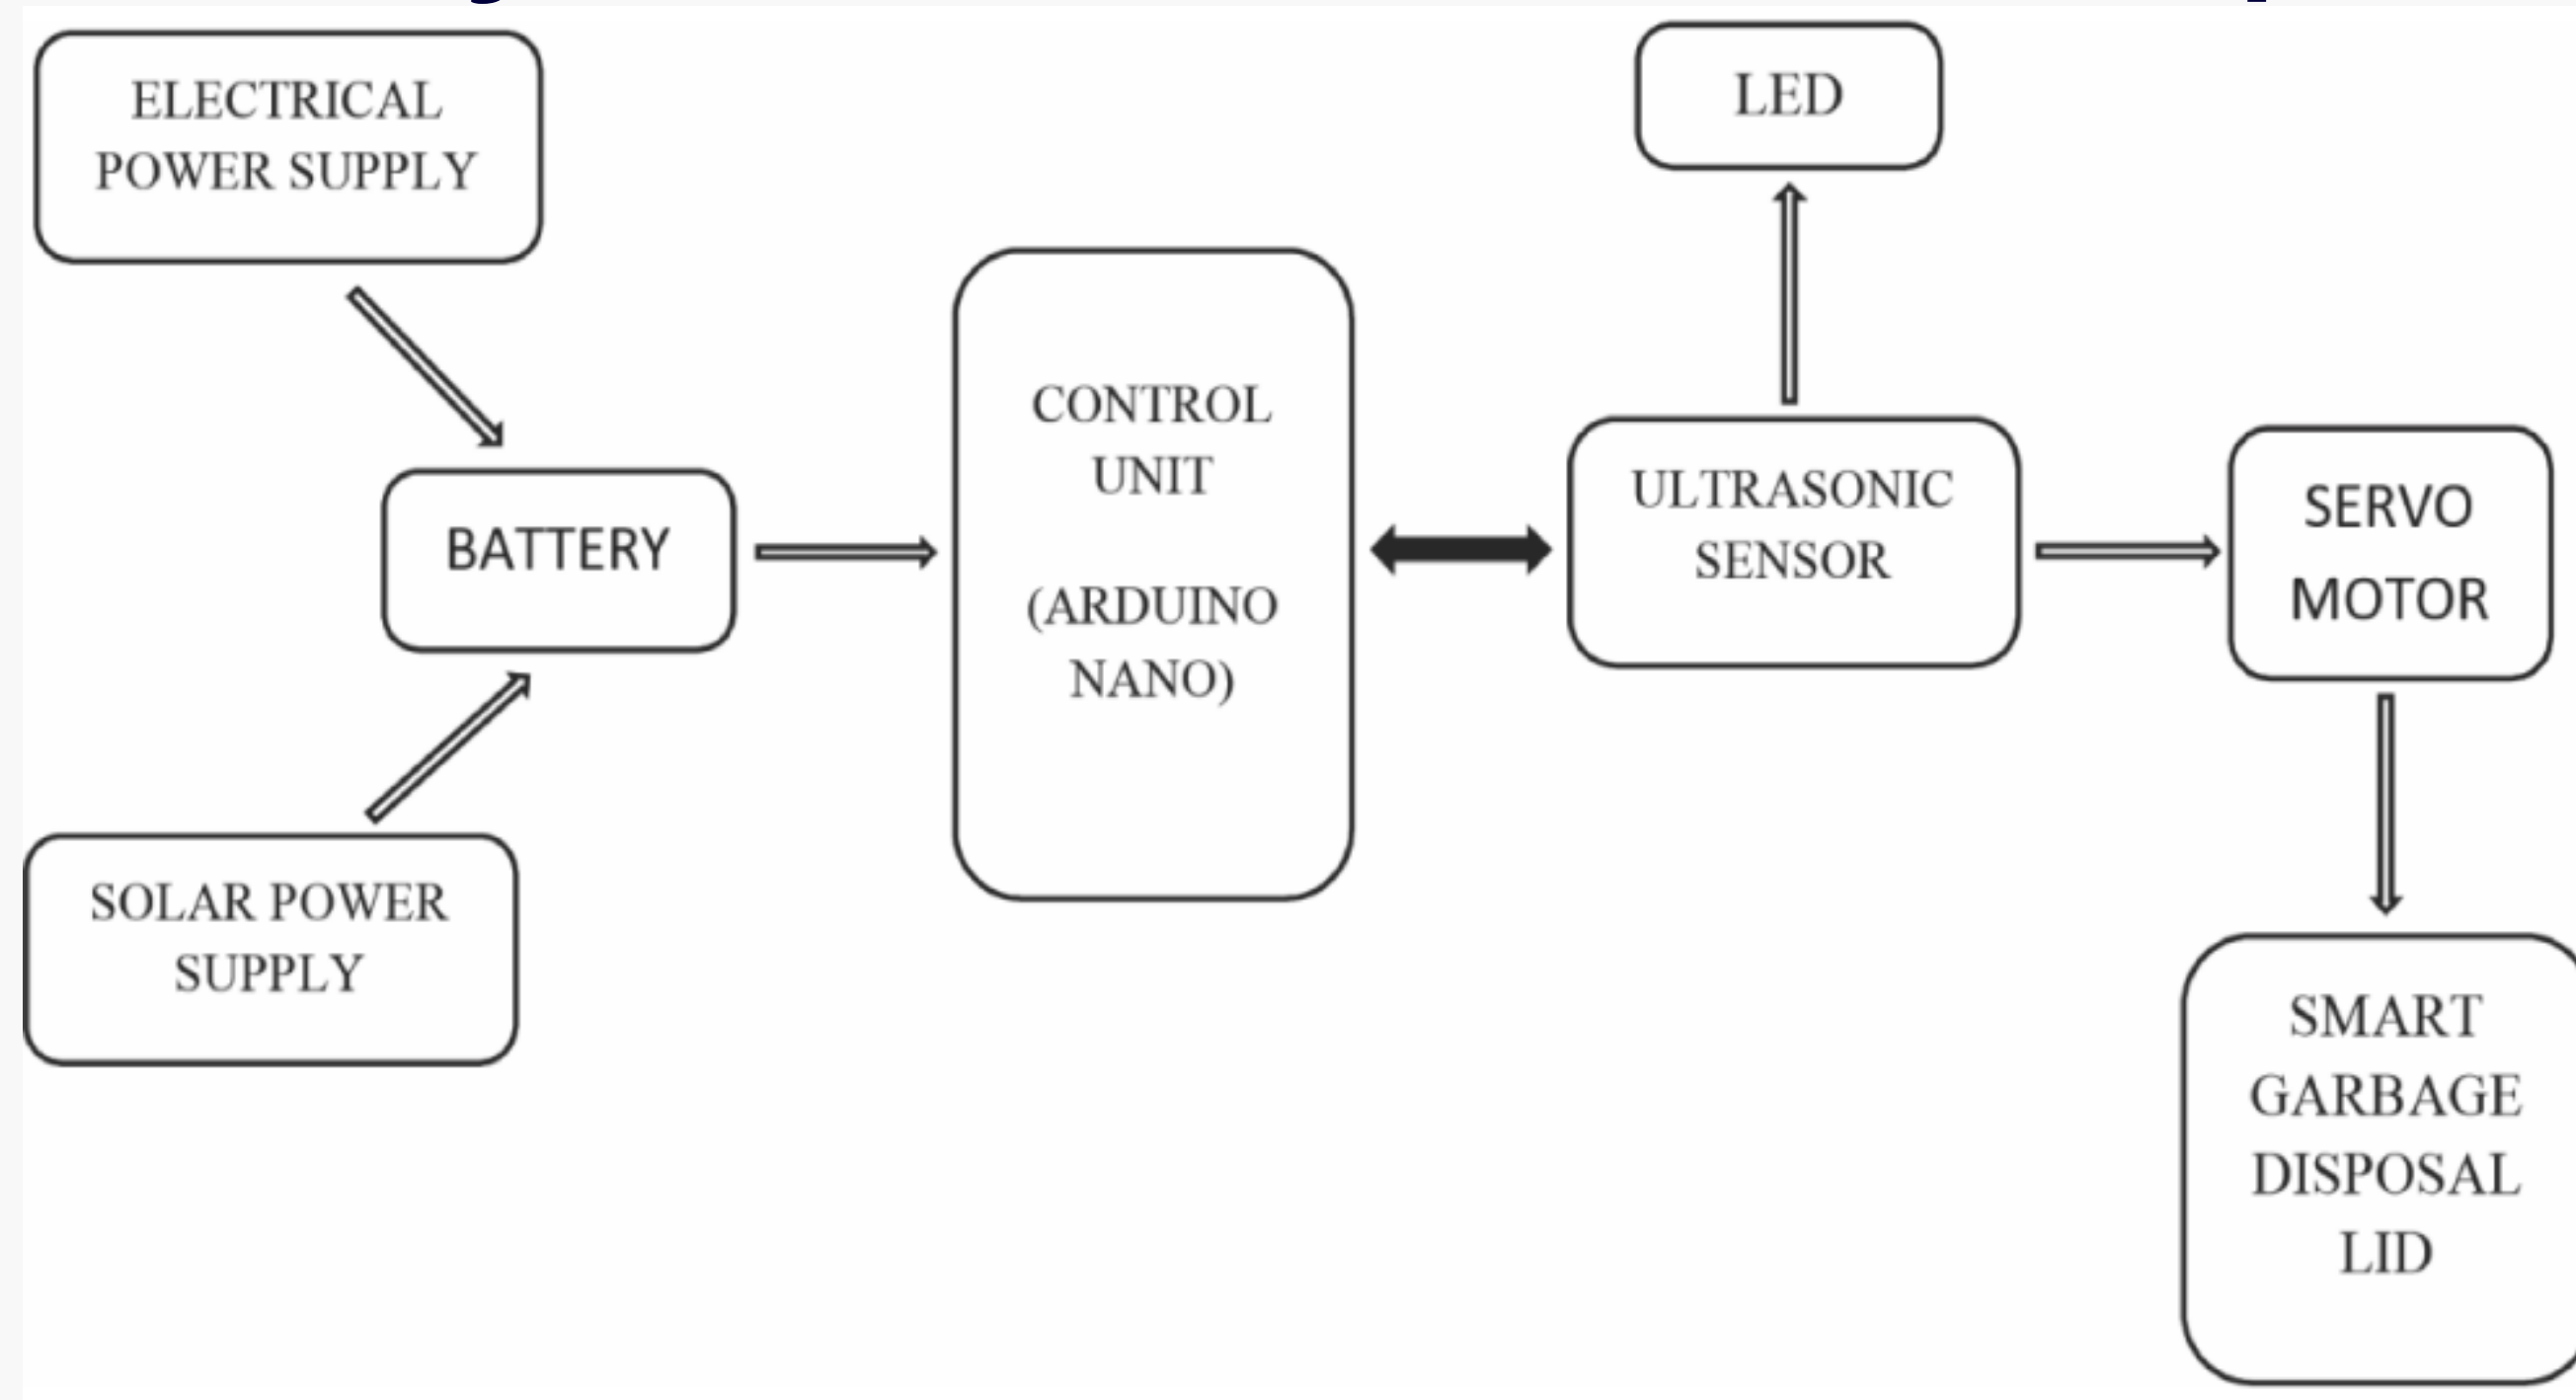 ELECTRICAL
POWER SUPPLY
LED
CONTROL
UNIT
(ARDUINO
NANO)
BATTERY
ULTRASONIC
SENSOR
SERVO
MOTOR
SOLAR POWER
SUPPLY
SMART
GARBAGE
DISPOSAL
LID